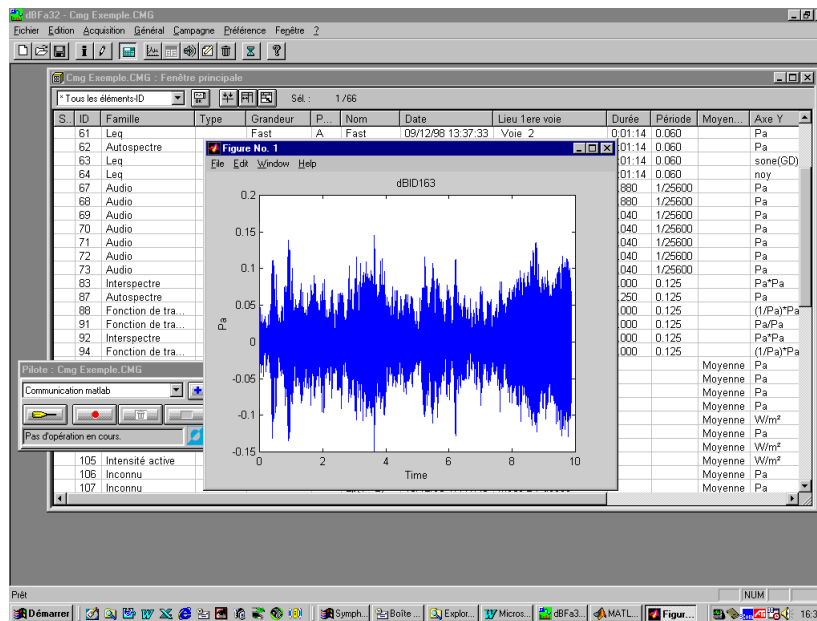 dBFa32 - Cmg Exemple.CMG
Fichier Edition Acquisition Général Campagne Préférence Fenêtre ?
Cmg Exemple.CMG : Fenêtre principale
* Tous les éléments-ID Sél. : 1/66
S.. ID Famille Type Grandeur P... Nom Date Lieu 1ere voie Durée Période Moyen... Axe Y
61 Leq Fast A Fast 09/12/98 13:37:33 Voie 2 0:01:14 0.060 Pa
62 Autospectre :01:14 0.060 Pa
63 Leq :01:14 0.060 sone(GD)
64 Leq :01:14 0.060 noy
67 Audio .880 1/25600 Pa
68 Audio .880 1/25600 Pa
69 Audio .040 1/25600 Pa
70 Audio .040 1/25600 Pa
71 Audio .040 1/25600 Pa
72 Audio .040 1/25600 Pa
73 Audio .040 1/25600 Pa
83 Interspectre .000 0.125 Pa*Pa
87 Autospectre .250 0.125 Pa
88 Fonction de tra... .000 0.125 (1/Pa)*Pa
91 Fonction de tra... .000 0.125 Pa/Pa
92 Interspectre .000 0.125 Pa*Pa
94 Fonction de tra... .000 0.125 (1/Pa)*Pa
Moyenne Pa
Moyenne Pa
Moyenne Pa
Moyenne Pa
Moyenne W/m²
Moyenne Pa
Moyenne W/m²
105 Intensité active Moyenne W/m²
106 Inconnu Moyenne Pa
107 Inconnu Moyenne Pa
Figure No. 1
File Edit Window Help
dBID163
0.2
0.15
0.1
0.05
0
-0.05
-0.1
-0.15
Pa
0 2 4 6 8 10
Time
Pilote : Cmg Exemple.CMG
Communication matlab
Pas d'opération en cours.
Prêt NUM
Démarrer Symph... Boîte ... Explor... Micros... dBFa3... MATL... Figur... 16:3